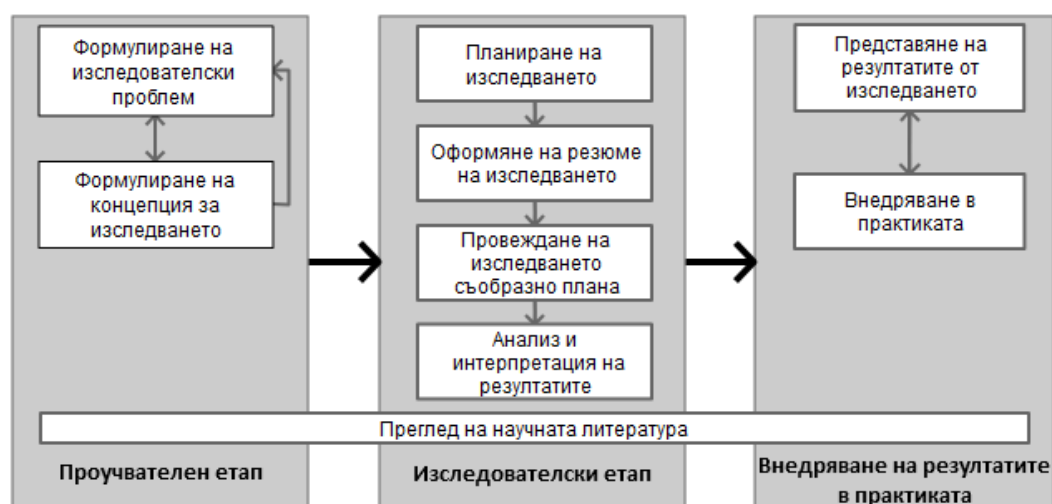 Формулиране на
изследователски
проблем
Формулиране на
концепция за
изследването
Планиране на
изследването
Оформяне на резюме
на изследването
Провеждане на
изследването
съобразно плана
Анализ и
интерпретация на
резултатите
Представяне на
резултатите от
изследването
Внедряване в
практиката
Преглед на научната литература
Проучвателен етап
Изследователски етап
Внедряване на резултатите
в практиката